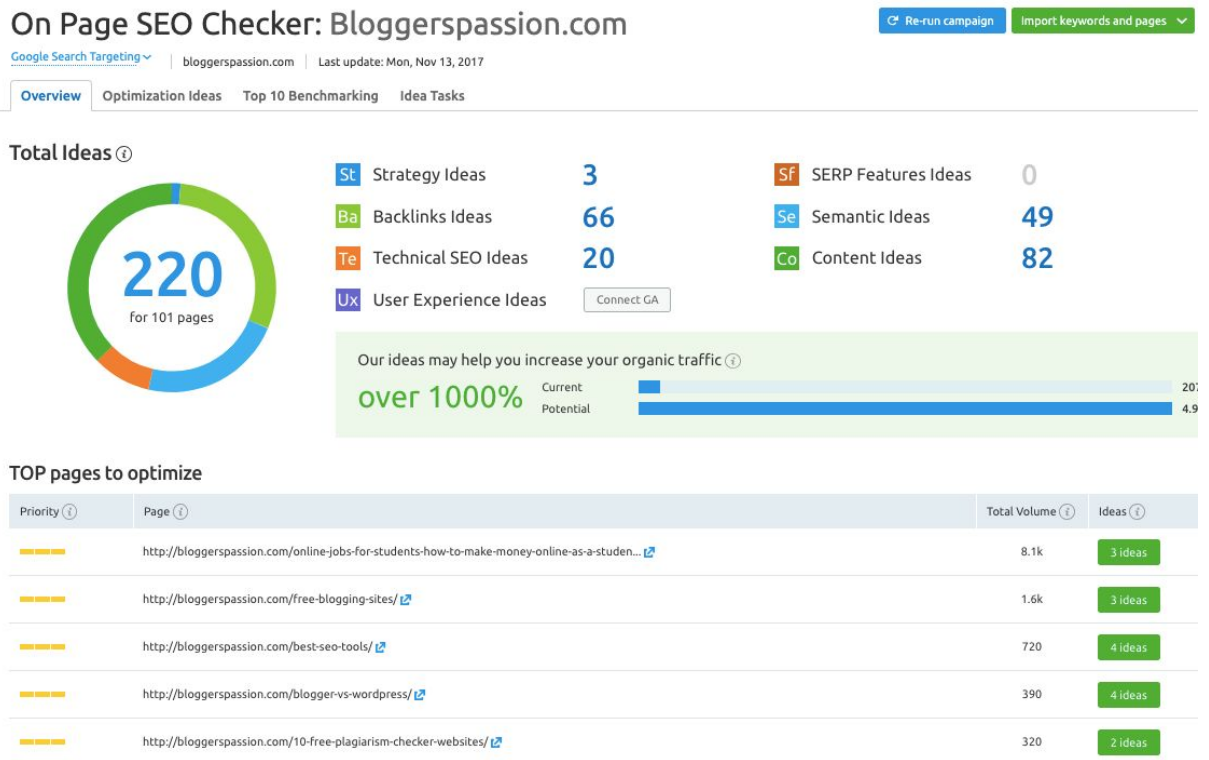 On Page SEO Checker: Bloggerspassion.com
Re-run campaign
Import keywords and pages
Google Search Targeting
bloggerspassion.com
Last update: Mon, Nov 13, 2017
Overview
Optimization Ideas
Top 10 Benchmarking
Idea Tasks
Total Ideas
220
for 101 pages
St Strategy Ideas 3
Sf SERP Features Ideas 0
Ba Backlinks Ideas 66
Se Semantic Ideas 49
Te Technical SEO Ideas 20
Co Content Ideas 82
Ux User Experience Ideas Connect GA
Our ideas may help you increase your organic traffic
over 1000%
Current 207
Potential 4.9
TOP pages to optimize
Priority Page Total Volume Ideas
http://bloggerspassion.com/online-jobs-for-students-how-to-make-money-online-as-a-studen... 8.1k 3 ideas
http://bloggerspassion.com/free-blogging-sites/ 1.6k 3 ideas
http://bloggerspassion.com/best-seo-tools/ 720 4 ideas
http://bloggerspassion.com/blogger-vs-wordpress/ 390 4 ideas
http://bloggerspassion.com/10-free-plagiarism-checker-websites/ 320 2 ideas